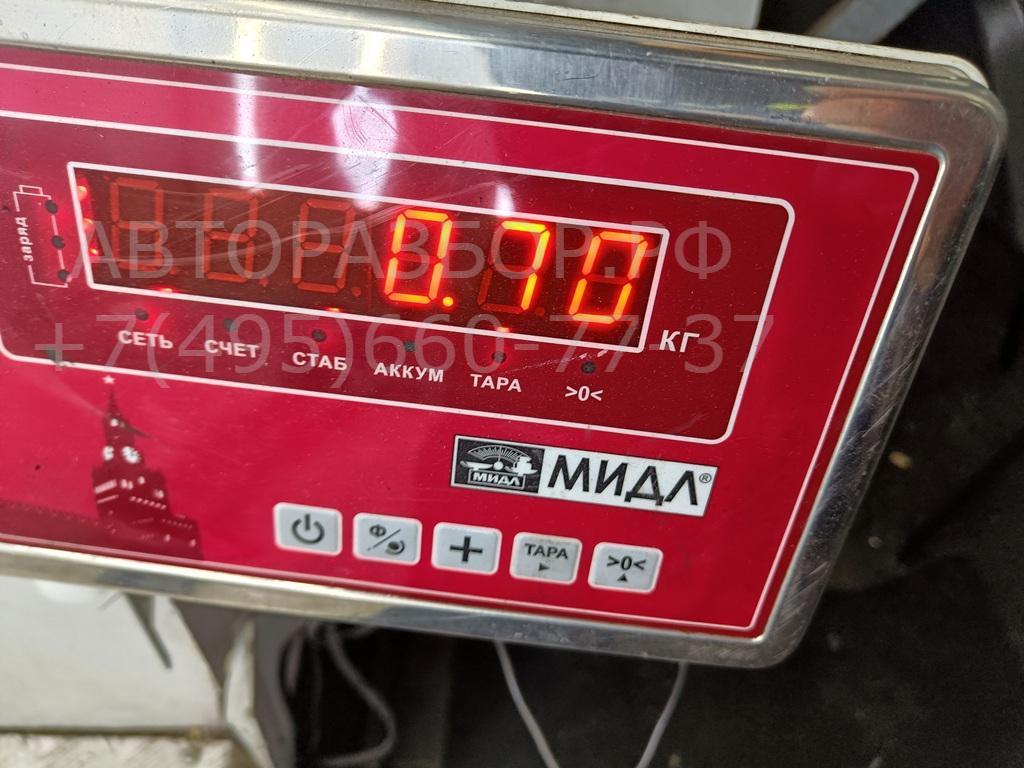 заряд
0.70
КГ
СЕТЬ СЧЕТ СТАБ АККУМ ТАРА >0<
АВТОРАЗБОР.РФ
+7(495)660-77-37
МИДЛ МИДЛ®
Ф ТАРА >0<